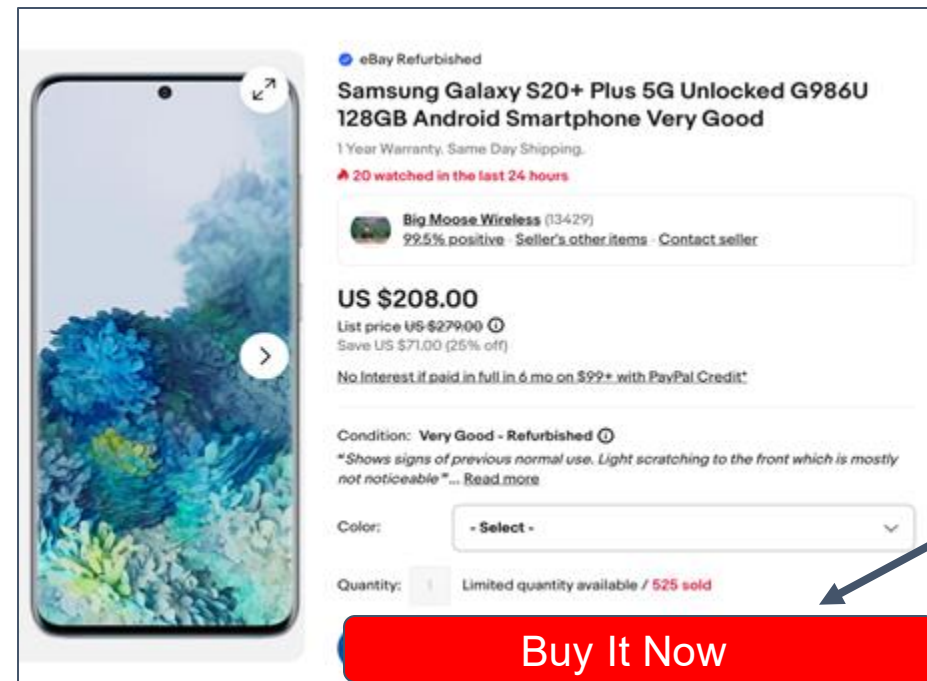 eBay Refurbished
Samsung Galaxy S20+ Plus 5G Unlocked G986U
128GB Android Smartphone Very Good
1 Year Warranty. Same Day Shipping.
20 watched in the last 24 hours
Big Moose Wireless (13429)
99.5% positive · Seller's other items · Contact seller
US $208.00
List price US $279.00
Save US $71.00 (25% off)
No Interest if paid in full in 6 mo on $99+ with PayPal Credit*
Condition: Very Good - Refurbished
"Shows signs of previous normal use. Light scratching to the front which is mostly
not noticeable "... Read more
Color: - Select -
Quantity: 1 Limited quantity available / 525 sold
Buy It Now